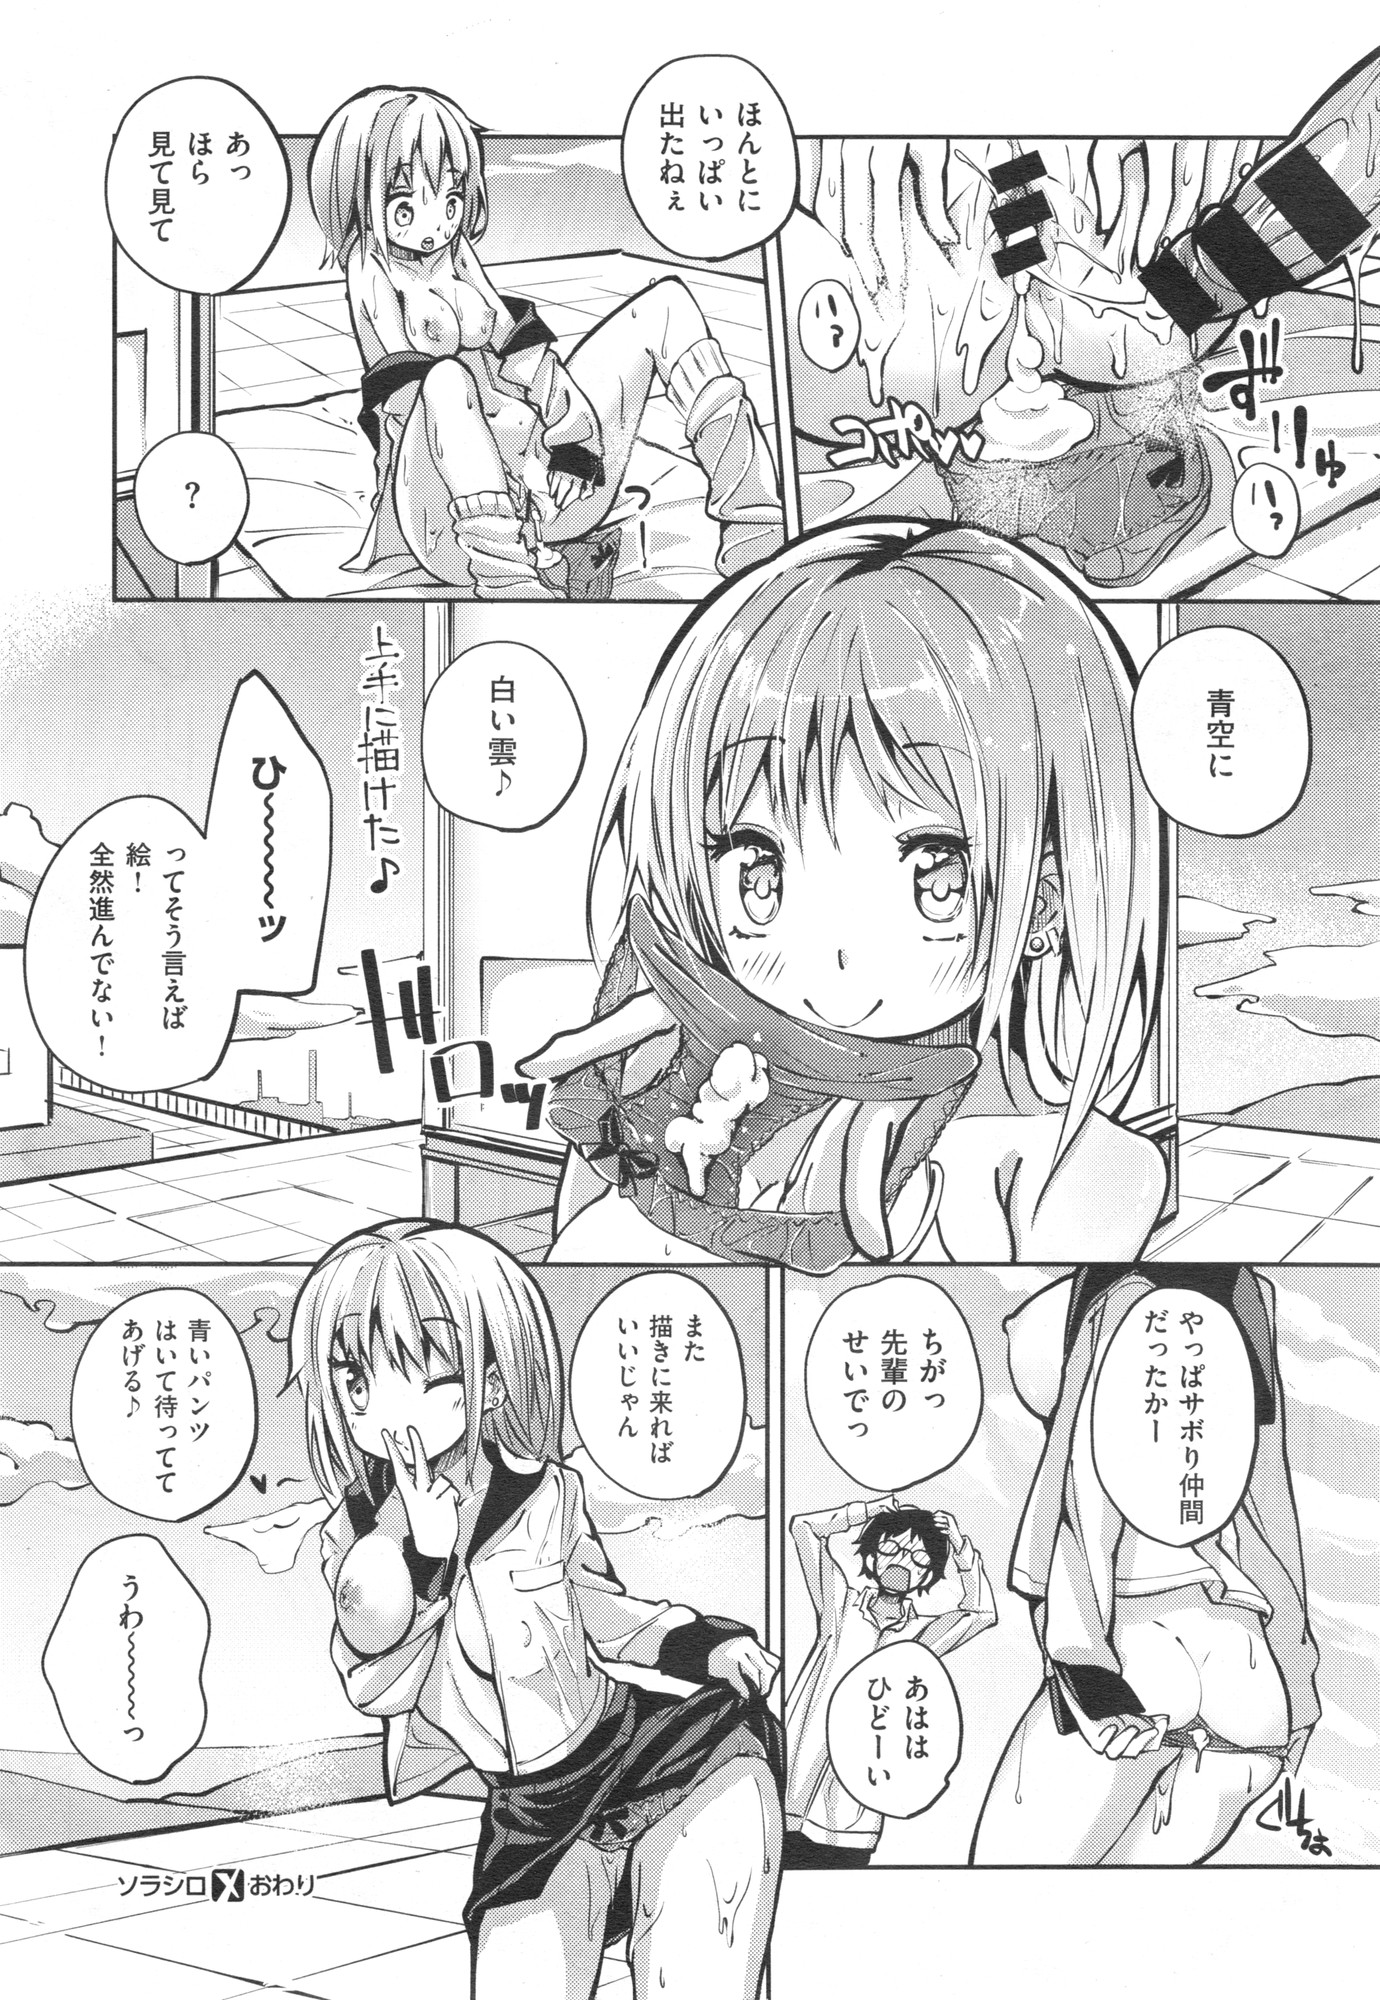 ほんとに
いっぱい
出たねぇ
ゴポッ
ずりゅ
!!?
!!?
あっ
ほら
見て見て
?
っー
青空に
白い雲♪
上手に描けた♪
ドロッ
ひ〜〜〜〜ッ
ってそう言えば
絵!
全然進んでない!
やっぱサボり仲間
だったかー
ちがっ
先輩の
せいでっ
あはは
ひどーい
ぐちゅ
また
描きに来れば
いいじゃん
青いパンツ
はいて待ってて
あげる♪
うわ〜〜〜〜っ
ソラシロX おわり